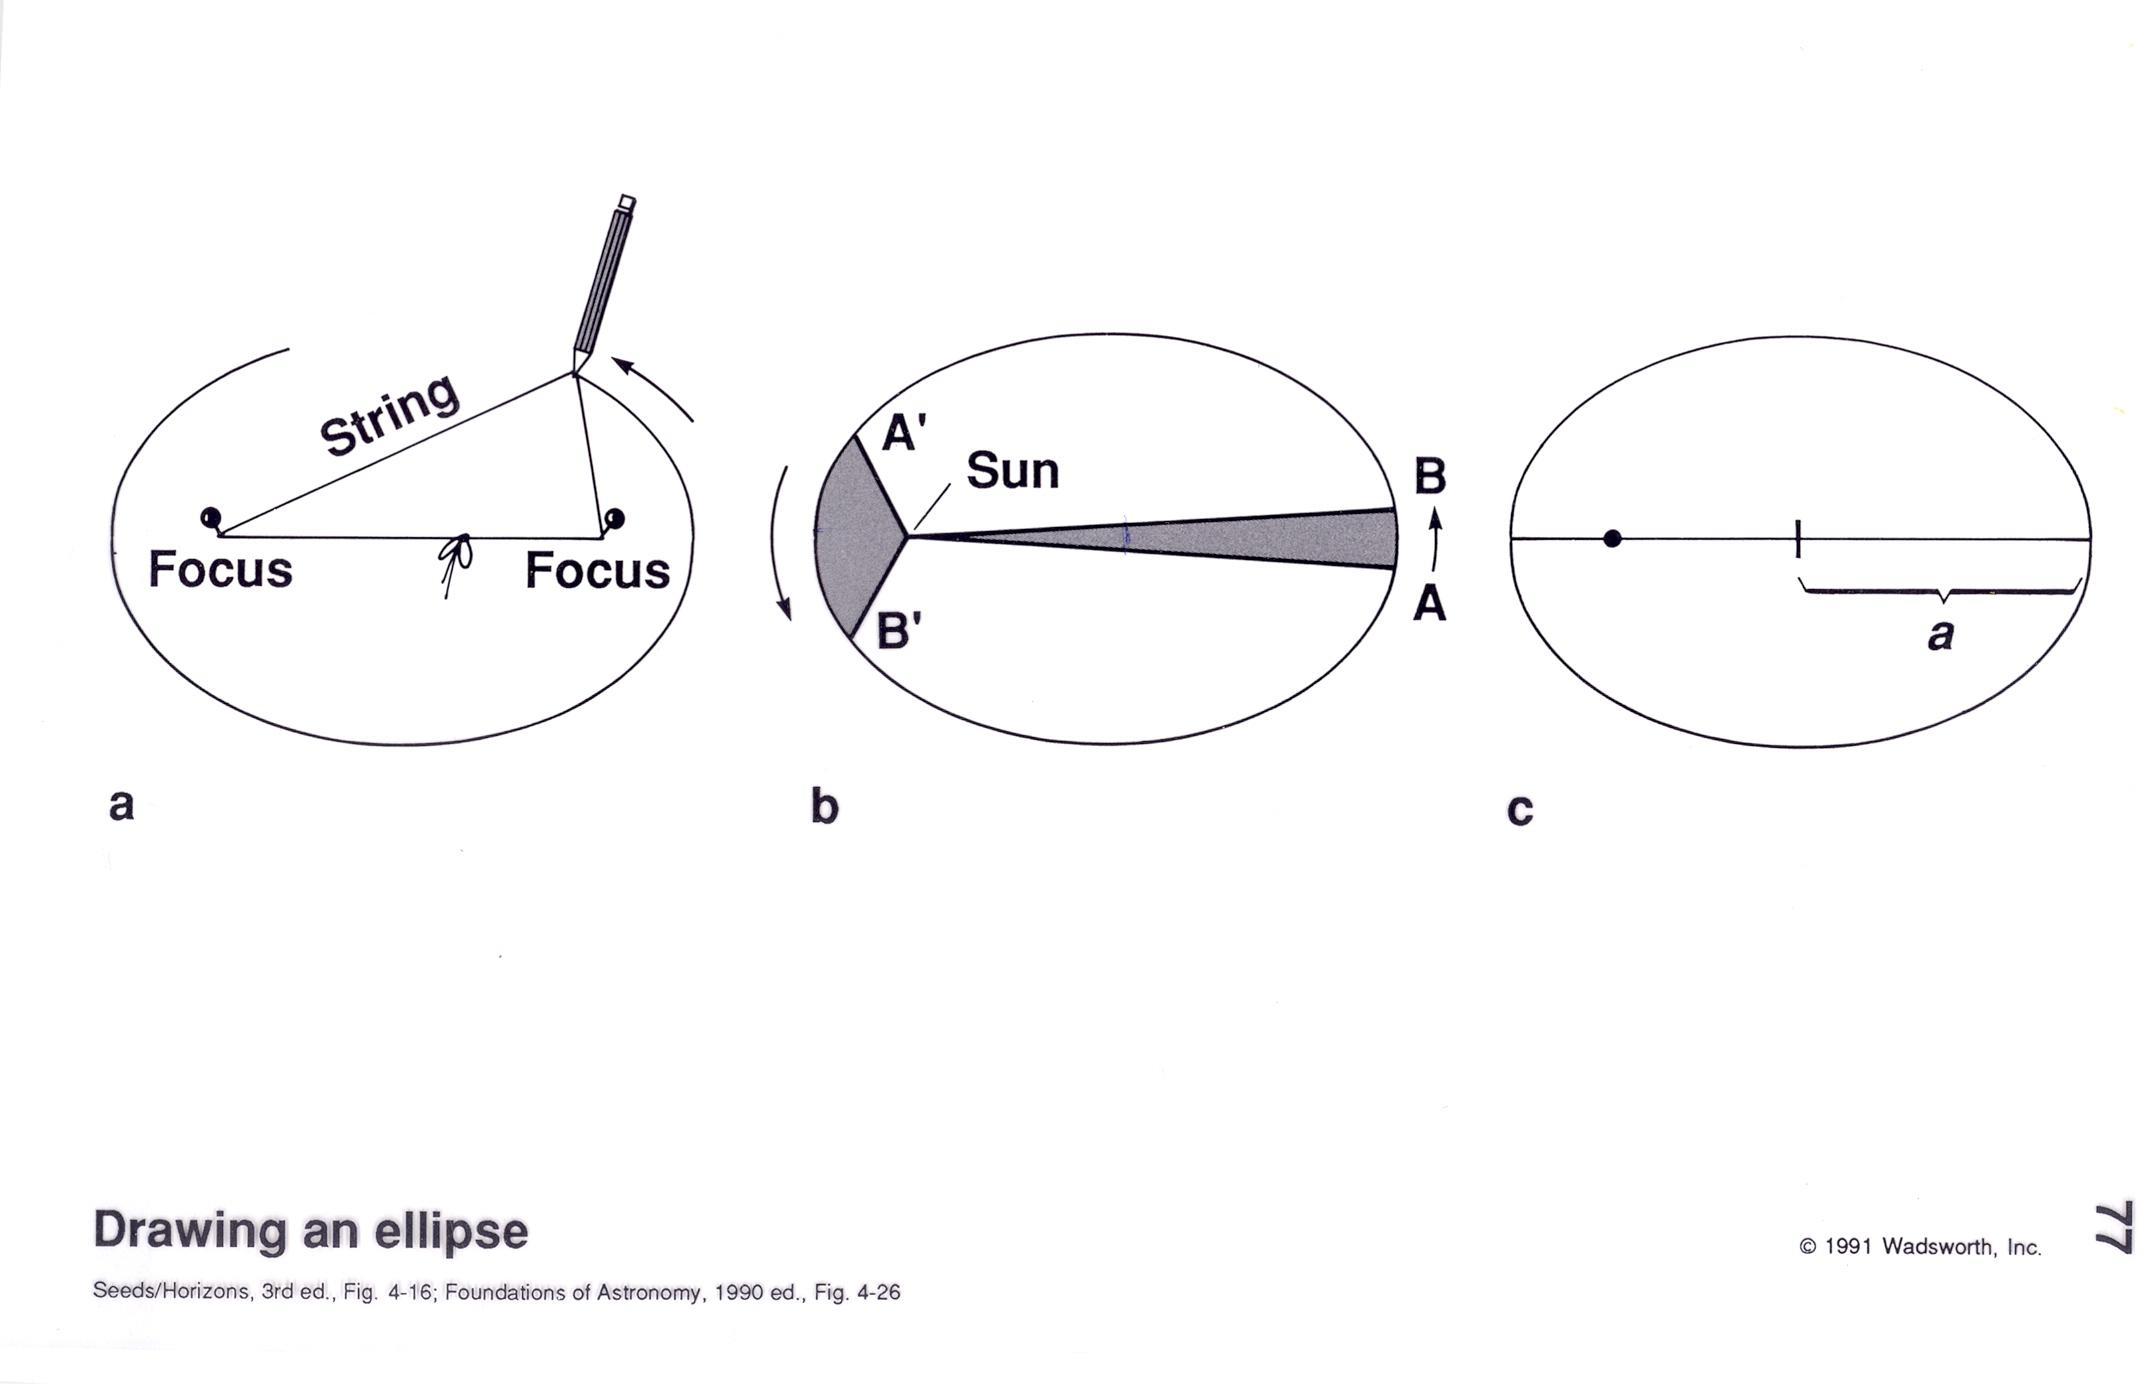 String
Focus
Focus
a
A'
Sun
B'
B
A
b
a
c
Drawing an ellipse
Seeds/Horizons, 3rd ed., Fig. 4-16; Foundations of Astronomy, 1990 ed., Fig. 4-26
© 1991 Wadsworth, Inc.
77